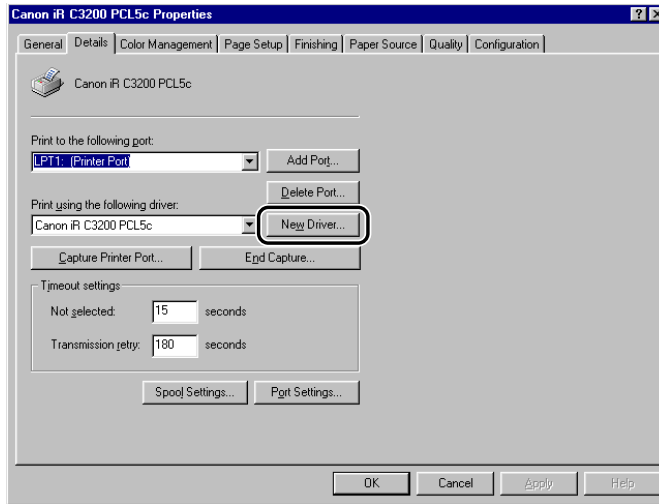 Canon iR C3200 PCL5c Properties
General Details Color Management Page Setup Finishing Paper Source Quality Configuration
Canon iR C3200 PCL5c
Print to the following port:
LPT1: (Printer Port) Add Port...
Delete Port...
Print using the following driver:
Canon iR C3200 PCL5c New Driver...
Capture Printer Port... End Capture...
Timeout settings
Not selected: 15 seconds
Transmission retry: 180 seconds
Spool Settings... Port Settings...
OK Cancel Apply Help